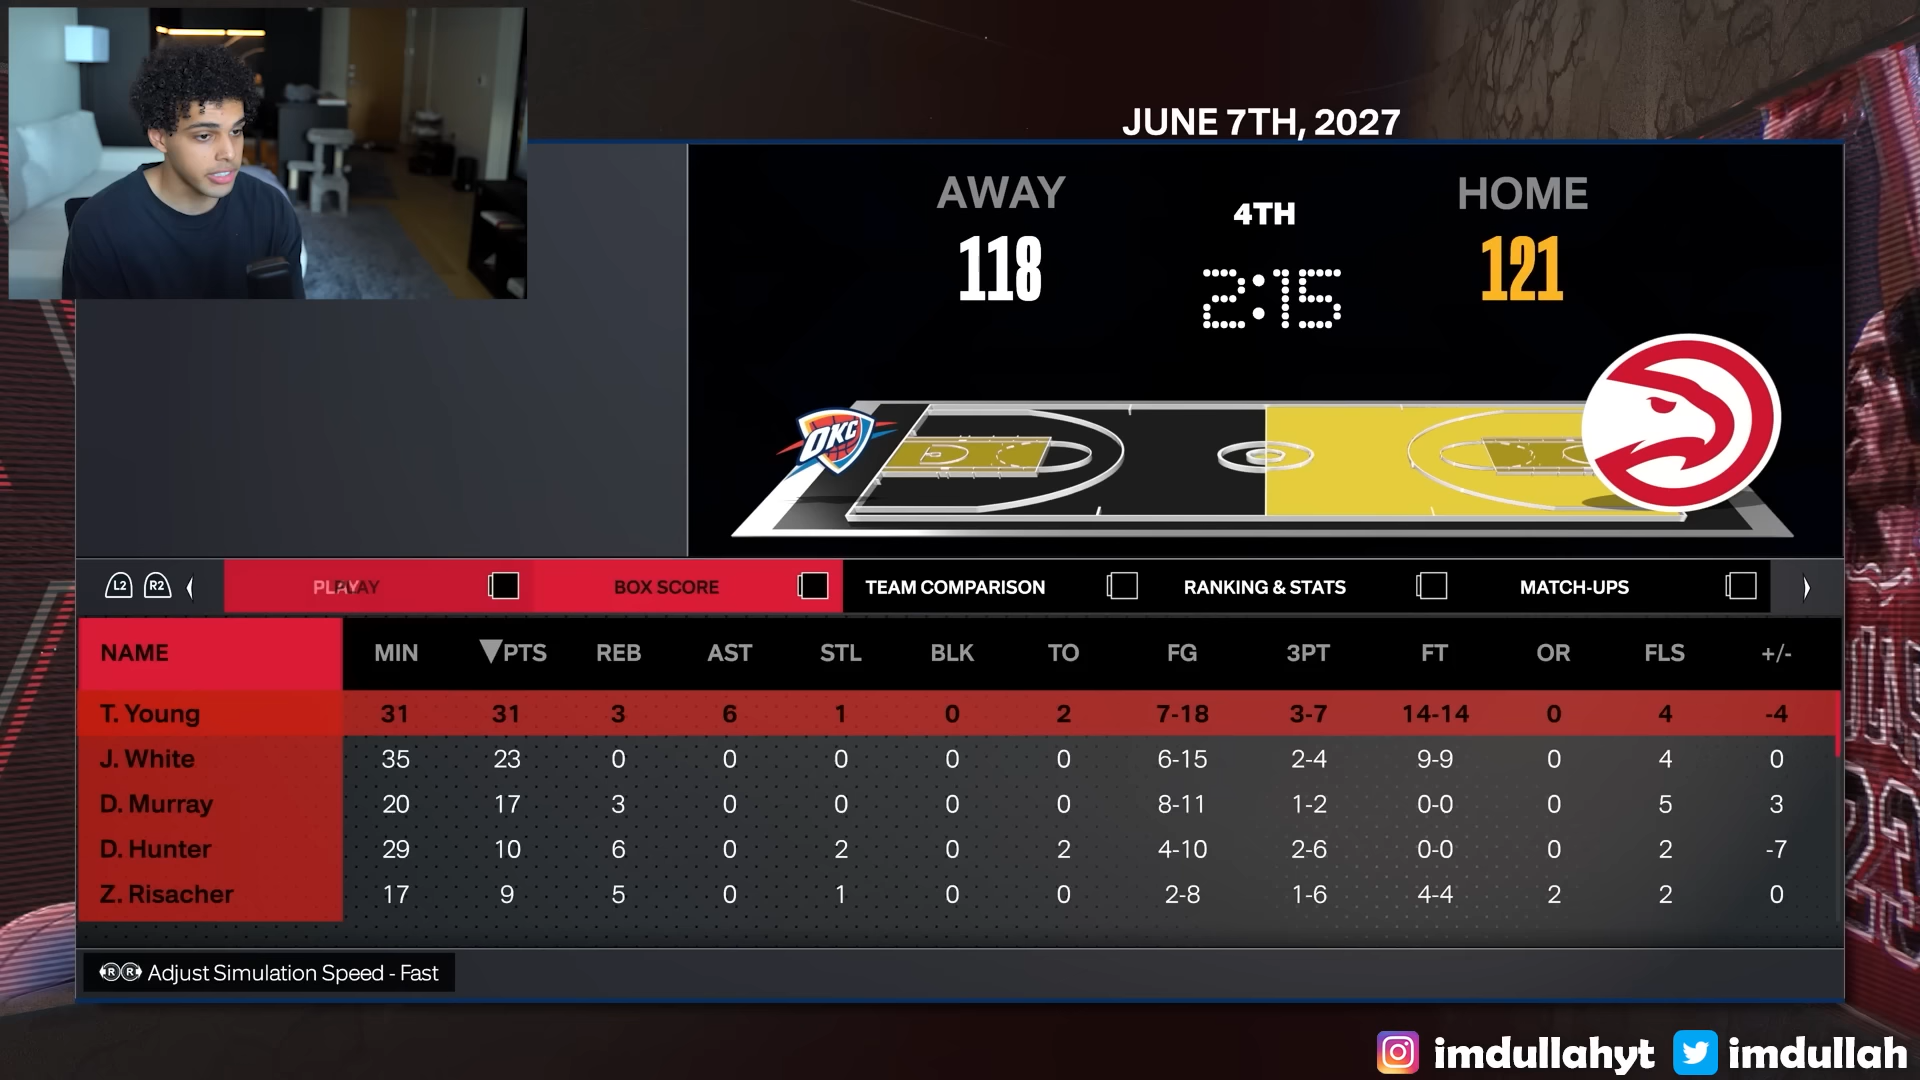 JUNE 7TH, 2027
AWAY
118
4TH
2:15
HOME
121
OKC
L2 R2 PLAY PLAY BOX SCORE TEAM COMPARISON RANKING & STATS MATCH-UPS
NAME MIN ▼PTS REB AST STL BLK TO FG 3PT FT OR FLS +/-
T. Young 31 31 3 6 1 0 2 7-18 3-7 14-14 0 4 -4
J. White 35 23 0 0 0 0 0 6-15 2-4 9-9 0 4 0
D. Murray 20 17 3 0 0 0 0 8-11 1-2 0-0 0 5 3
D. Hunter 29 10 6 0 2 0 2 4-10 2-6 0-0 0 2 -7
Z. Risacher 17 9 5 0 1 0 0 2-8 1-6 4-4 2 2 0
R R Adjust Simulation Speed - Fast
imdullahyt imdullah